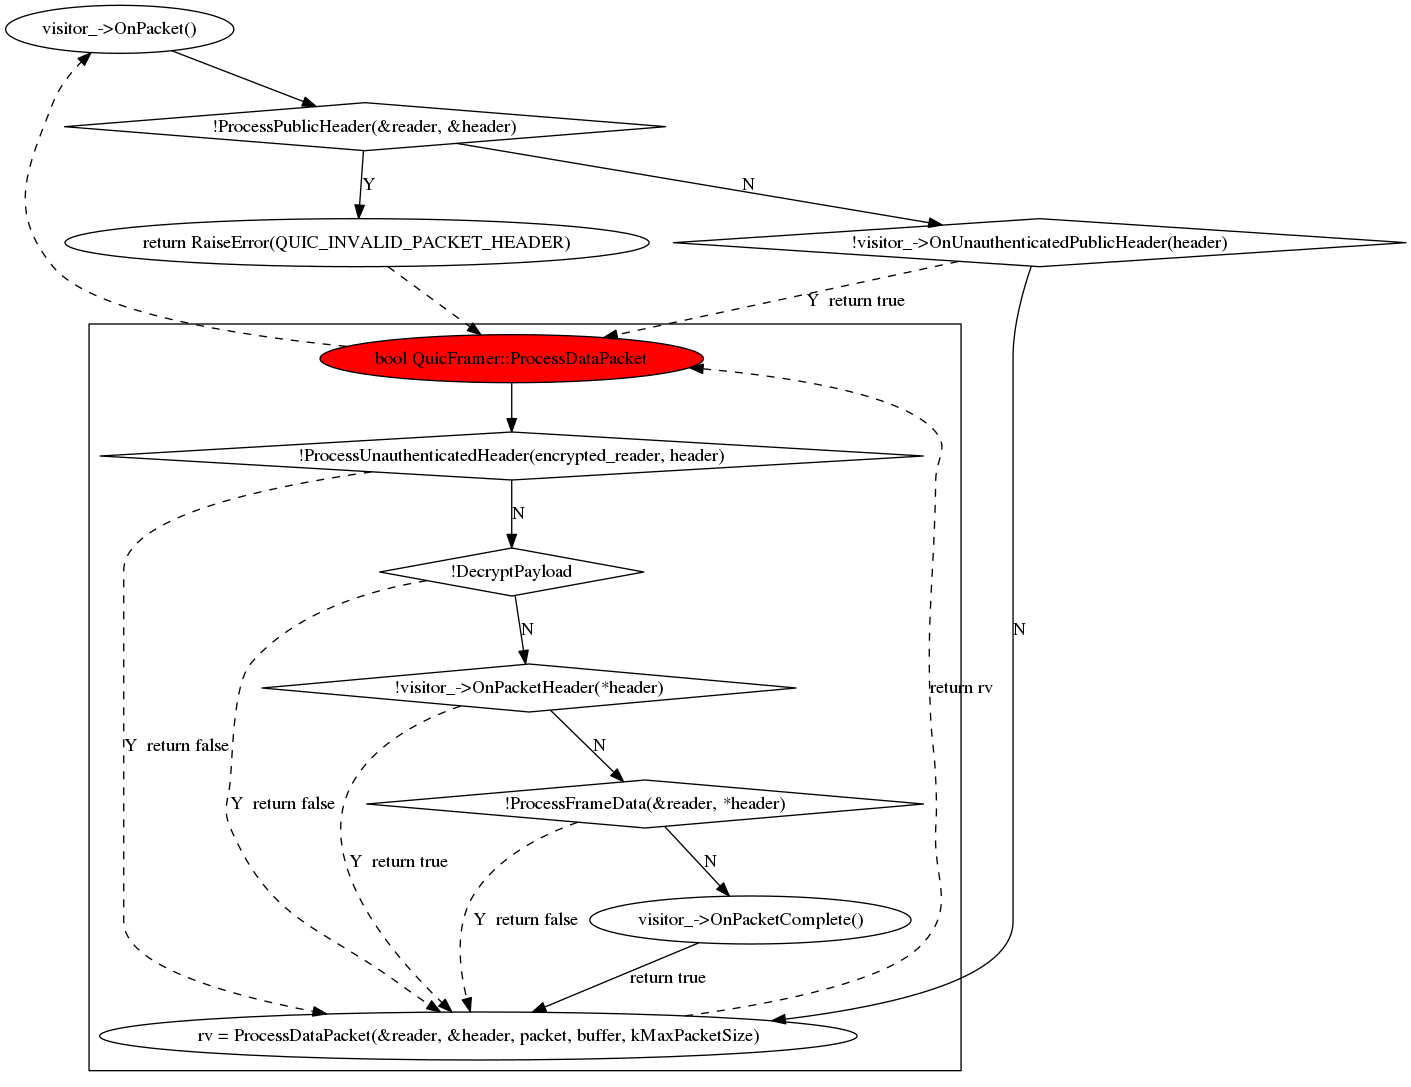 visitor_->OnPacket()
!ProcessPublicHeader(&reader, &header)
Y
N
return RaiseError(QUIC_INVALID_PACKET_HEADER)
!visitor_->OnUnauthenticatedPublicHeader(header)
Y  return true
bool QuicFramer::ProcessDataPacket
!ProcessUnauthenticatedHeader(encrypted_reader, header)
N
!DecryptPayload
N
N
!visitor_->OnPacketHeader(*header)
return rv
Y  return false
N
Y  return false
!ProcessFrameData(&reader, *header)
Y  return true
N
Y  return false
visitor_->OnPacketComplete()
return true
rv = ProcessDataPacket(&reader, &header, packet, buffer, kMaxPacketSize)